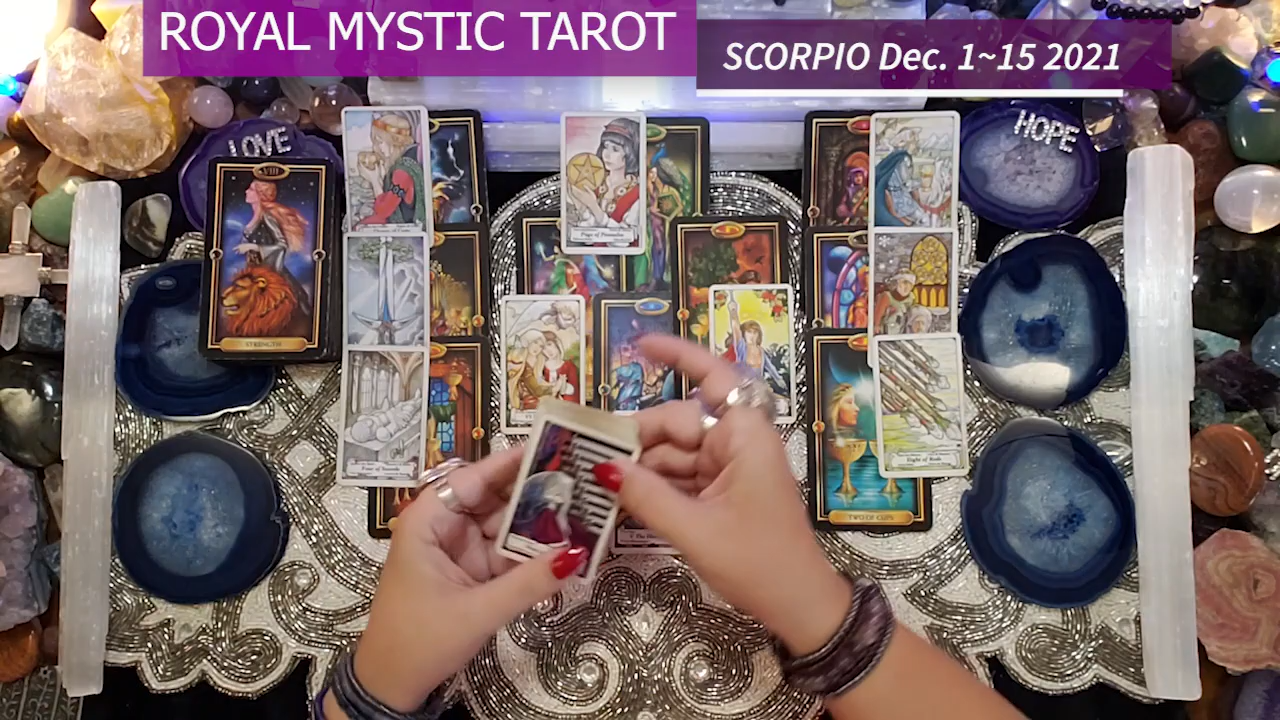 ROYAL MYSTIC TAROT
SCORPIO Dec. 1~15 2021
LOVE
HOPE
VIII
STRENGTH
Page of Pentacles
Four of Swords
Eight of Rods
TWO OF CUPS